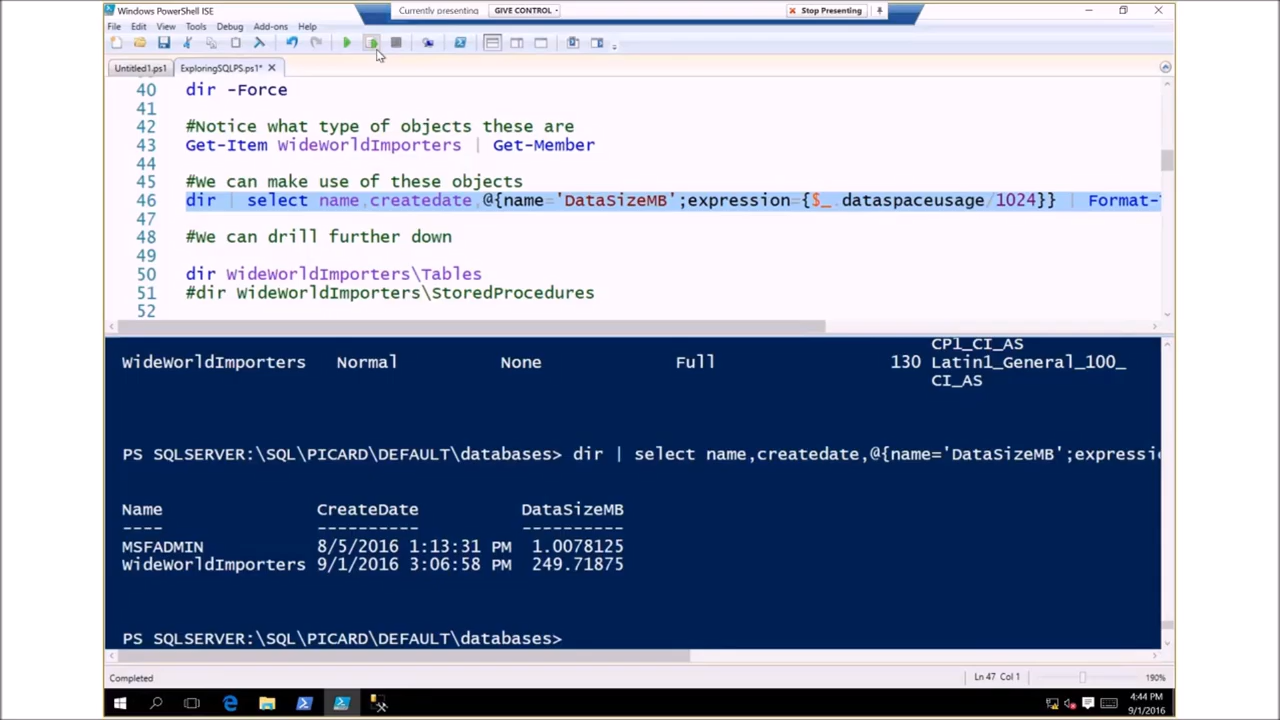 Windows PowerShell ISE
Currently presenting GIVE CONTROL Stop Presenting
File Edit View Tools Debug Add-ons Help
Untitled1.ps1 ExploringSQLPS.ps1*
40 dir -Force
41
42 #Notice what type of objects these are
43 Get-Item WideWorldImporters | Get-Member
44
45 #We can make use of these objects
46 dir | select name,createdate,@{name='DataSizeMB';expression={$_.dataspaceusage/1024}} | Format-
47
48 #We can drill further down
49
50 dir WideWorldImporters\Tables
51 #dir WideWorldImporters\StoredProcedures
52
CP1_CI_AS
WideWorldImporters Normal None Full 130 Latin1_General_100_
CI_AS
PS SQLSERVER:\SQL\PICARD\DEFAULT\databases> dir | select name,createdate,@{name='DataSizeMB';expressi
Name CreateDate DataSizeMB
---- ---------- ----------
MSFADMIN 8/5/2016 1:13:31 PM 1.0078125
WideWorldImporters 9/1/2016 3:06:58 PM 249.71875
PS SQLSERVER:\SQL\PICARD\DEFAULT\databases>
Completed Ln 47 Col 1 190%
4:44 PM
9/1/2016